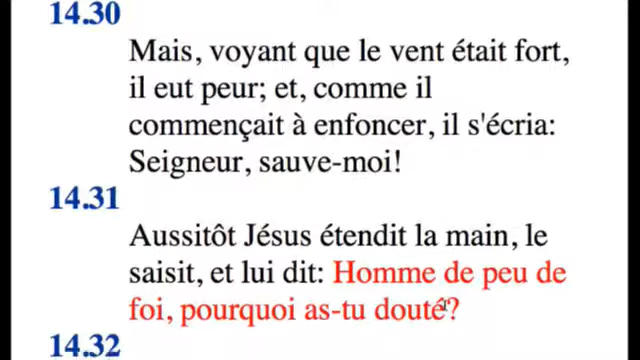 14.30
Mais, voyant que le vent était fort,
il eut peur; et, comme il
commençait à enfoncer, il s'écria:
Seigneur, sauve-moi!
14.31
Aussitôt Jésus étendit la main, le
saisit, et lui dit: Homme de peu de
foi, pourquoi as-tu douté?
14.32